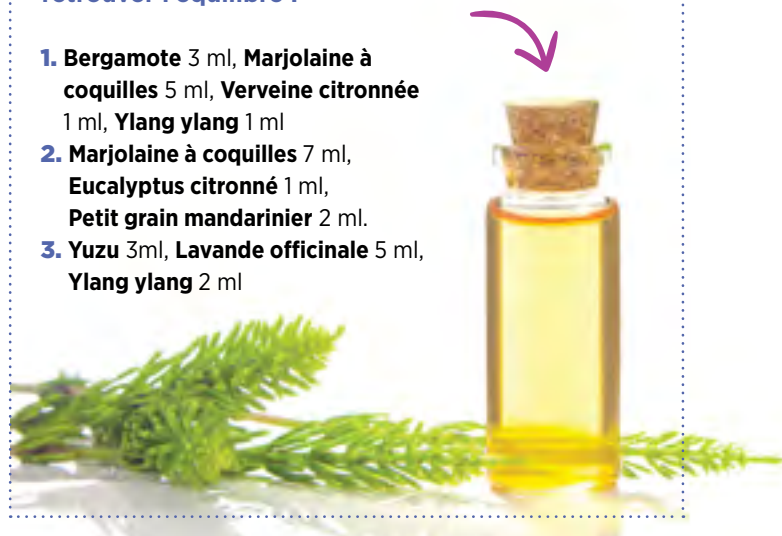 1. Bergamote 3 ml, Marjolaine à
coquilles 5 ml, Verveine citronnée
1 ml, Ylang ylang 1 ml
2. Marjolaine à coquilles 7 ml,
Eucalyptus citronné 1 ml,
Petit grain mandarinier 2 ml.
3. Yuzu 3ml, Lavande officinale 5 ml,
Ylang ylang 2 ml